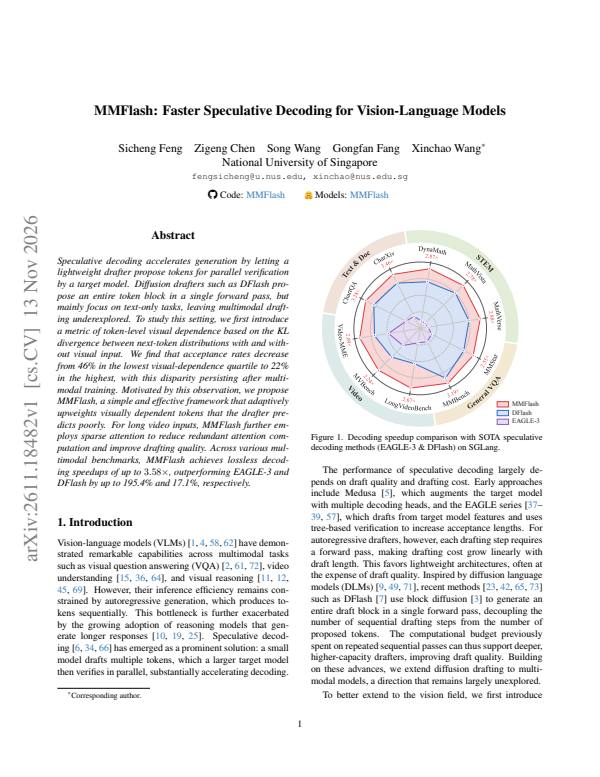 MMFlash: Faster Speculative Decoding for Vision-Language Models
Sicheng Feng Zigeng Chen Song Wang Gongfan Fang Xinchao Wang*
National University of Singapore
fengsicheng@u.nus.edu, xinchao@nus.edu.sg
Code: MMFlash Models: MMFlash
arXiv:2611.18482v1 [cs.CV] 13 Nov 2026
Abstract
Speculative decoding accelerates generation by letting a
lightweight drafter propose tokens for parallel verification
by a target model. Diffusion drafters such as DFlash pro-
pose an entire token block in a single forward pass, but
mainly focus on text-only tasks, leaving multimodal draft-
ing underexplored. To study this setting, we first introduce
a metric of token-level visual dependence based on the KL
divergence between next-token distributions with and with-
out visual input. We find that acceptance rates decrease
from 46% in the lowest visual-dependence quartile to 22%
in the highest, with this disparity persisting after multi-
modal training. Motivated by this observation, we propose
MMFlash, a simple and effective framework that adaptively
upweights visually dependent tokens that the drafter pre-
dicts poorly. For long video inputs, MMFlash further em-
ploys sparse attention to reduce redundant attention com-
putation and improve drafting quality. Across various mul-
timodal benchmarks, MMFlash achieves lossless decod-
ing speedups of up to 3.58×, outperforming EAGLE-3 and
DFlash by up to 195.4% and 17.1%, respectively.
1. Introduction
Vision-language models (VLMs) [1, 4, 58, 62] have demon-
strated remarkable capabilities across multimodal tasks
such as visual question answering (VQA) [2, 61, 72], video
understanding [15, 36, 64], and visual reasoning [11, 12,
45, 69]. However, their inference efficiency remains con-
strained by autoregressive generation, which produces to-
kens sequentially. This bottleneck is further exacerbated
by the growing adoption of reasoning models that gen-
erate longer responses [10, 19, 25]. Speculative decod-
ing [6, 34, 66] has emerged as a prominent solution: a small
model drafts multiple tokens, which a larger target model
then verifies in parallel, substantially accelerating decoding.
*Corresponding author.
Text & Doc
STEM
General VQA
Video
DynaMath
MathVista
MathVerse
MMStar
MMBench
LongVideoBench
MVBench
Video-MME
ChartQA
CharXiv
MMFlash
DFlash
EAGLE-3
Figure 1. Decoding speedup comparison with SOTA speculative
decoding methods (EAGLE-3 & DFlash) on SGLang.
The performance of speculative decoding largely de-
pends on draft quality and drafting cost. Early approaches
include Medusa [5], which augments the target model
with multiple decoding heads, and the EAGLE series [37–
39, 57], which drafts from target model features and uses
tree-based verification to increase acceptance lengths. For
autoregressive drafters, however, each drafting step requires
a forward pass, making drafting cost grow linearly with
draft length. This favors lightweight architectures, often at
the expense of draft quality. Inspired by diffusion language
models (DLMs) [9, 49, 71], recent methods [23, 42, 65, 73]
such as DFlash [7] use block diffusion [3] to generate an
entire draft block in a single forward pass, decoupling the
number of sequential drafting steps from the number of
proposed tokens. The computational budget previously
spent on repeated sequential passes can thus support deeper,
higher-capacity drafters, improving draft quality. Building
on these advances, we extend diffusion drafting to multi-
modal models, a direction that remains largely unexplored.
To better extend to the vision field, we first introduce
1